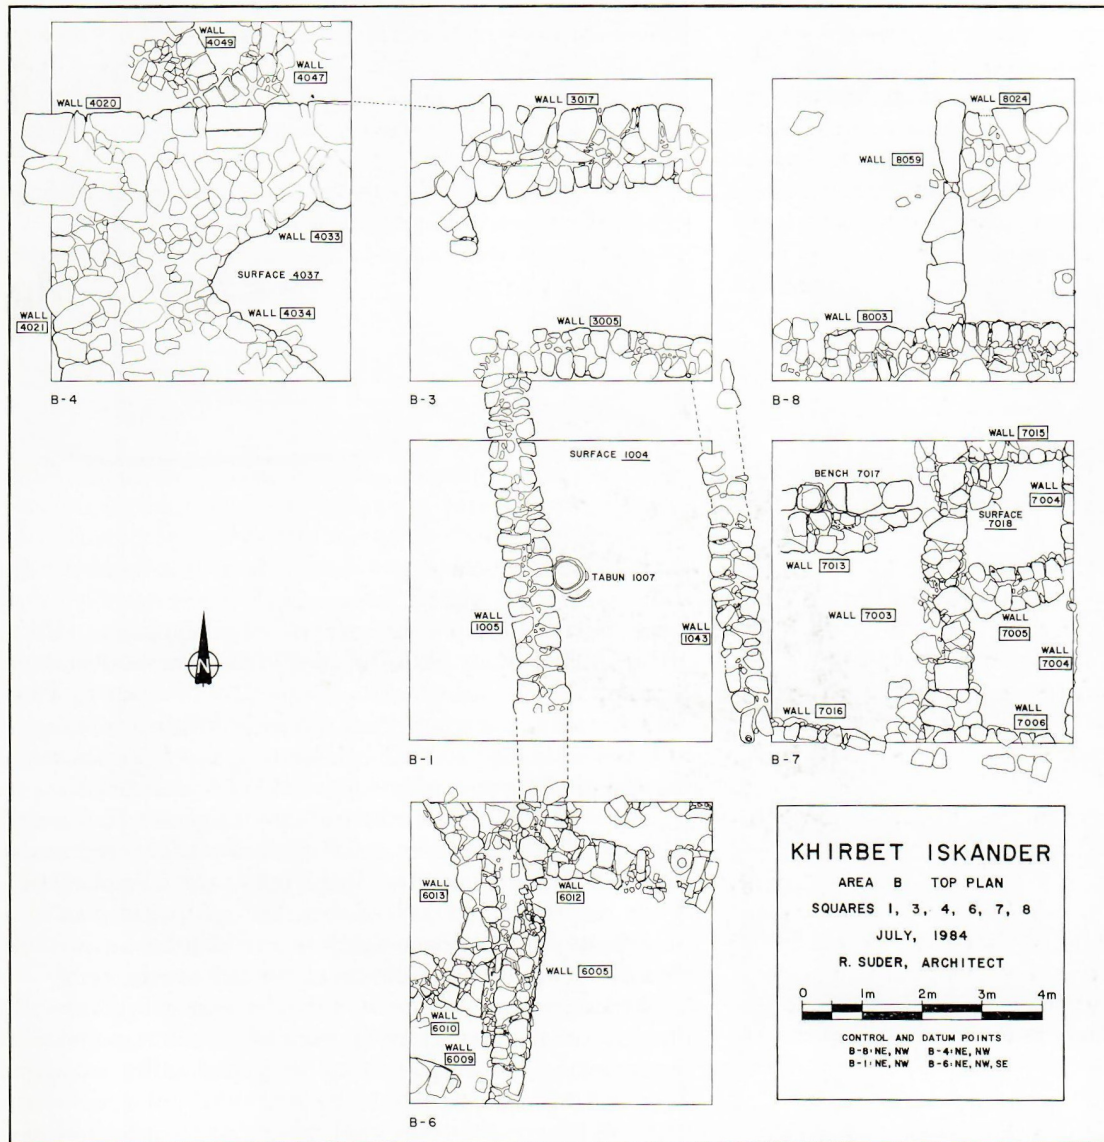 WALL
4049
WALL
4047
WALL 4020
WALL 4033
SURFACE 4037
WALL 4034
WALL
4021
B-4
WALL 3017
WALL 3005
B-3
WALL 8024
WALL 8059
WALL 8003
B-8
SURFACE 1004
TABUN 1007
WALL
1005
WALL
1043
B-1
WALL 7015
BENCH 7017
WALL
7004
SURFACE
7018
WALL 7013
WALL 7003
WALL
7005
WALL
7004
WALL 7016
WALL
7006
B-7
N
WALL
6013
WALL
6012
WALL 6005
WALL
6010
WALL
6009
B-6
KHIRBET ISKANDER
AREA B TOP PLAN
SQUARES 1, 3, 4, 6, 7, 8
JULY, 1984
R. SUDER, ARCHITECT
0 1m 2m 3m 4m
CONTROL AND DATUM POINTS
B-8:NE, NW B-4:NE, NW
B-1:NE, NW B-6:NE, NW, SE